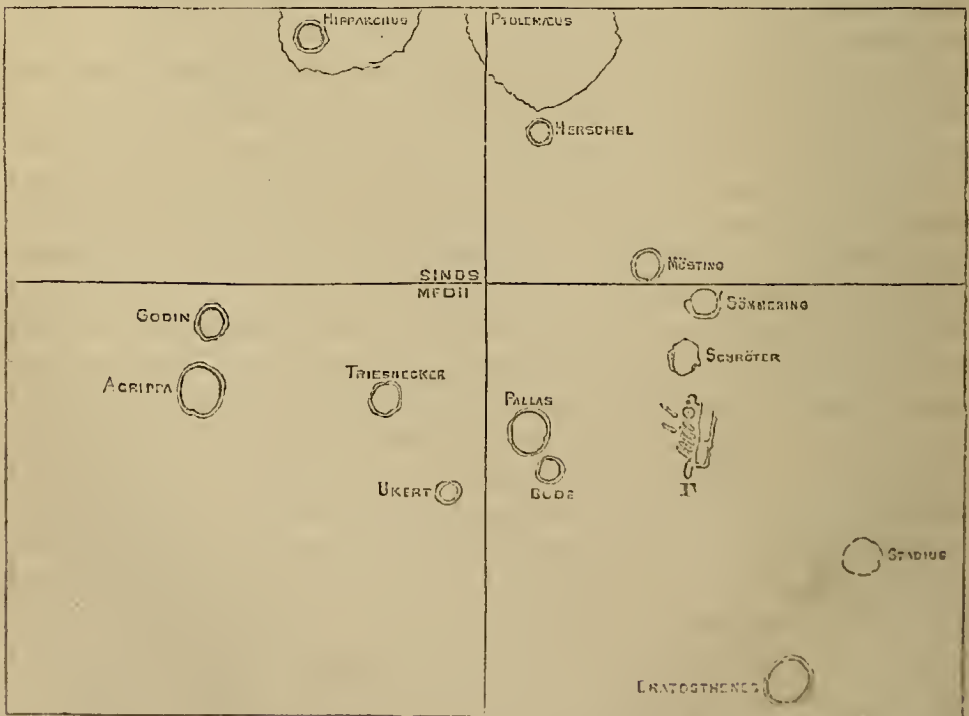 HIPPARCHUS
PTOLEMÆUS
HERSCHEL
MÖSTING
SINUS
MEDII
SÖMMERING
GODIN
SCHRÖTER
TRIESNECKER
AGRIPPA
PALLAS
BODE
UKERT
STADIUS
ERATOSTHENES